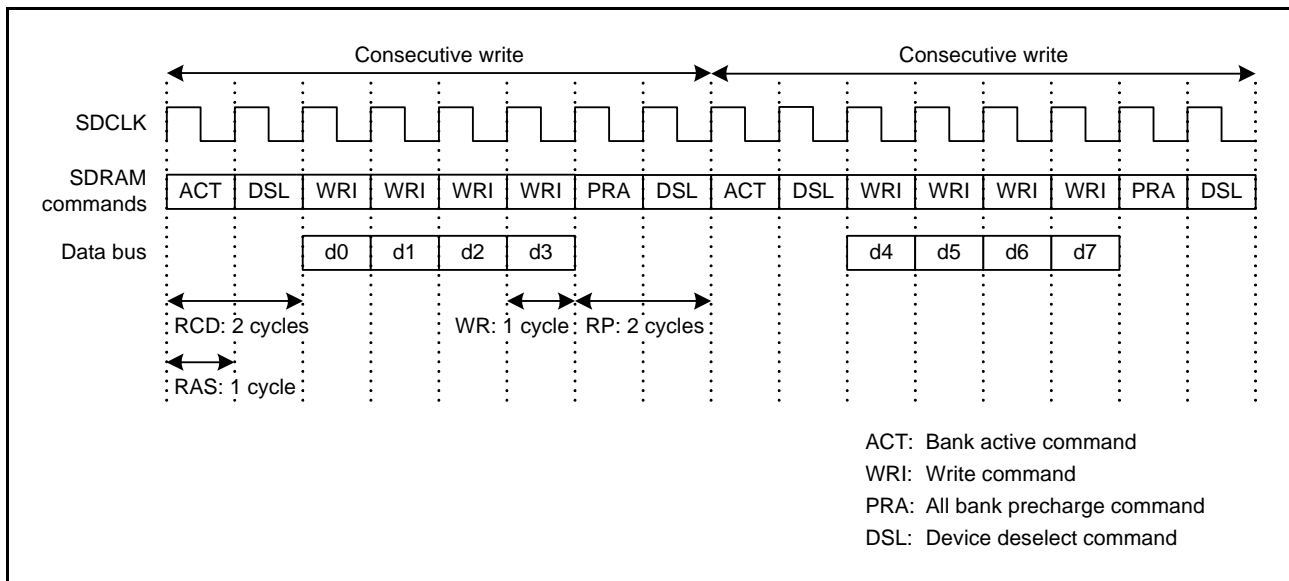 Consecutive write Consecutive write
SDCLK
SDRAM commands ACT DSL WRI WRI WRI WRI PRA DSL ACT DSL WRI WRI WRI WRI PRA DSL
Data bus d0 d1 d2 d3 d4 d5 d6 d7
RCD: 2 cycles WR: 1 cycle RP: 2 cycles
RAS: 1 cycle
ACT: Bank active command
WRI: Write command
PRA: All bank precharge command
DSL: Device deselect command